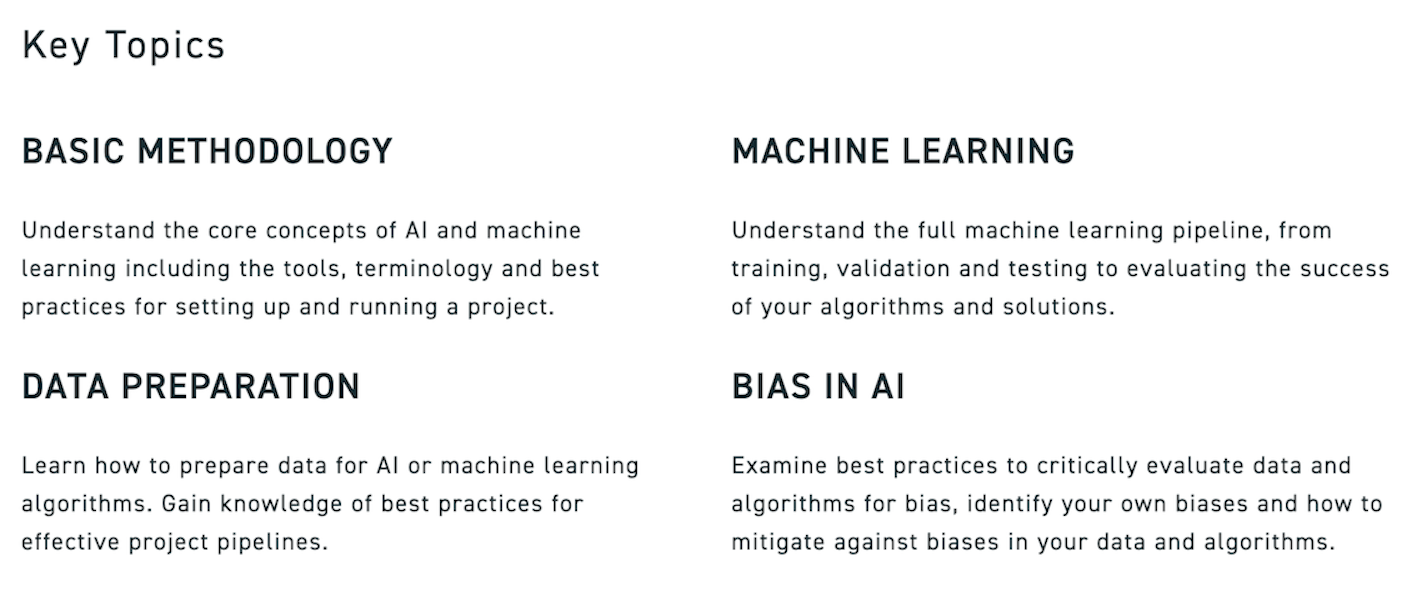 Key Topics
BASIC METHODOLOGY
Understand the core concepts of AI and machine
learning including the tools, terminology and best
practices for setting up and running a project.
MACHINE LEARNING
Understand the full machine learning pipeline, from
training, validation and testing to evaluating the success
of your algorithms and solutions.
DATA PREPARATION
Learn how to prepare data for AI or machine learning
algorithms. Gain knowledge of best practices for
effective project pipelines.
BIAS IN AI
Examine best practices to critically evaluate data and
algorithms for bias, identify your own biases and how to
mitigate against biases in your data and algorithms.